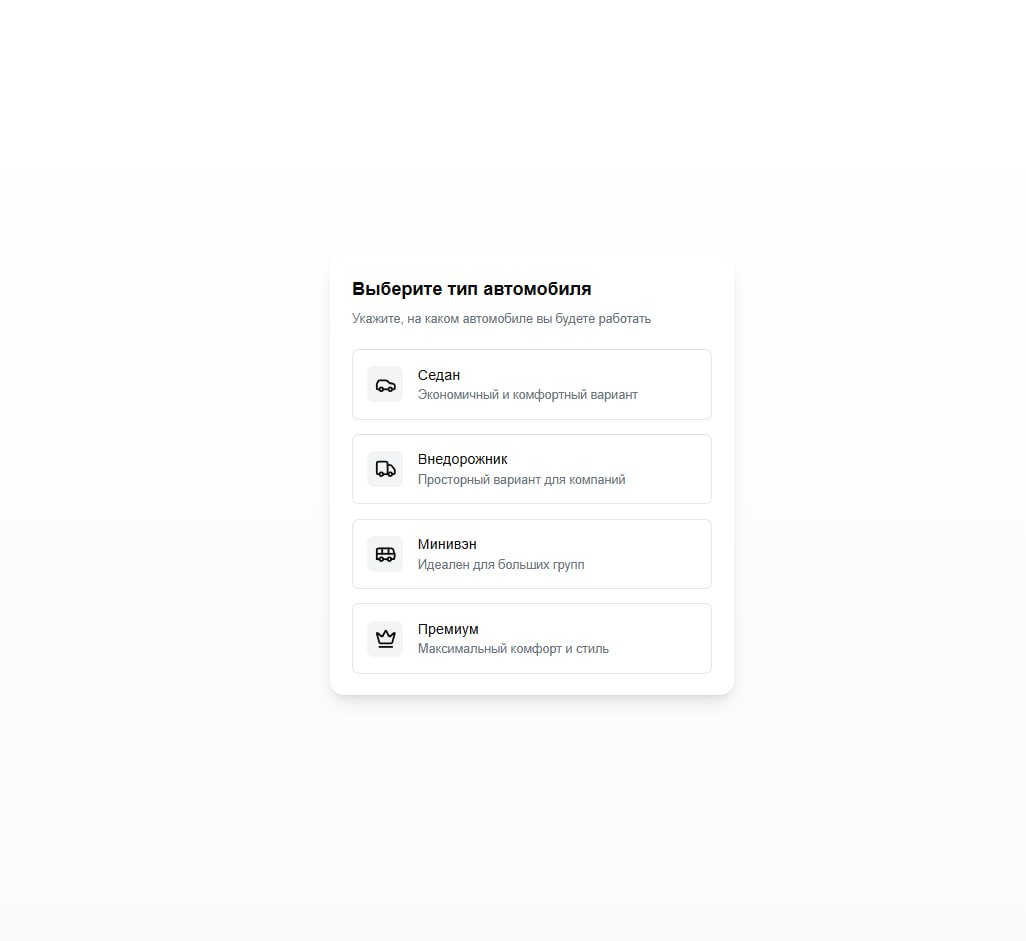 Выберите тип автомобиля
Укажите, на каком автомобиле вы будете работать
Седан
Экономичный и комфортный вариант
Внедорожник
Просторный вариант для компаний
Минивэн
Идеален для больших групп
Премиум
Максимальный комфорт и стиль